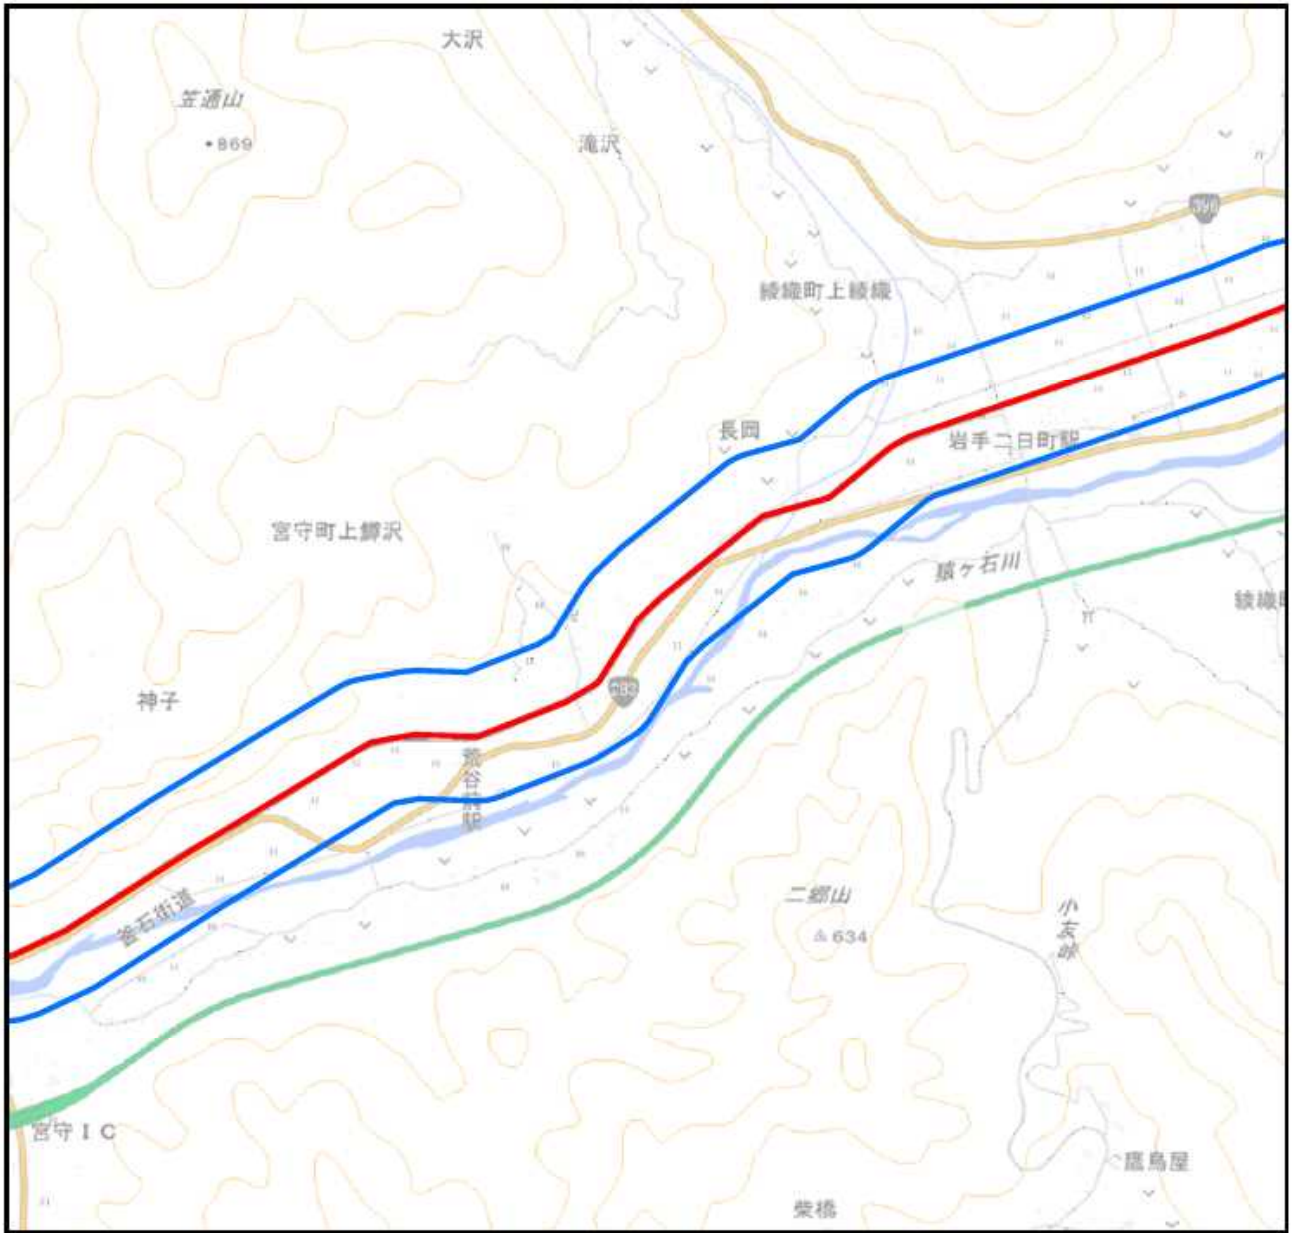 大沢
笠通山
869
滝沢
396
綾織町上綾織
長岡
岩手二日町駅
宮守町上鱒沢
猿ヶ石川
綾織町
神子
283
荒谷前駅
釜石街道
二郷山
634
小友峠
宮守IC
鷹鳥屋
柴橋